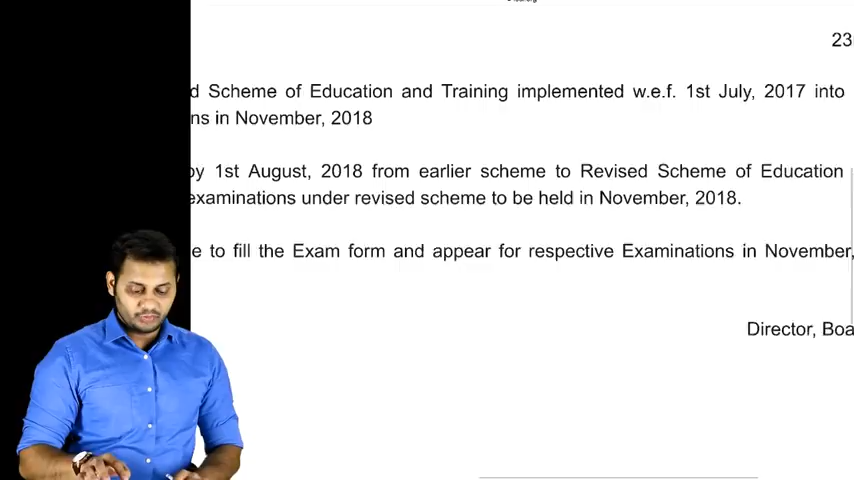 23
d Scheme of Education and Training implemented w.e.f. 1st July, 2017 into
ns in November, 2018
by 1st August, 2018 from earlier scheme to Revised Scheme of Education
examinations under revised scheme to be held in November, 2018.
e to fill the Exam form and appear for respective Examinations in November,
Director, Boa